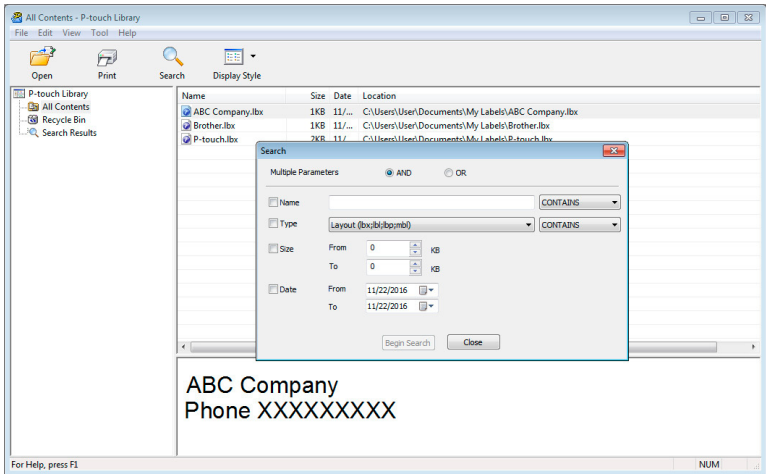 All Contents - P-touch Library
File Edit View Tool Help
Open Print Search Display Style
P-touch Library
All Contents
Recycle Bin
Search Results
Name Size Date Location
ABC Company.lbx 1KB 11/... C:\Users\User\Documents\My Labels\ABC Company.lbx
Brother.lbx 1KB 11/... C:\Users\User\Documents\My Labels\Brother.lbx
P-touch.lbx 2KB 11/... C:\Users\User\Documents\My Labels\P-touch.lbx
Search
Multiple Parameters AND OR
Name CONTAINS
Type Layout (lbx;lbl;lbp;mbl) CONTAINS
Size From 0 KB
To 0 KB
Date From 11/22/2016
To 11/22/2016
Begin Search Close
ABC Company
Phone XXXXXXXXX
For Help, press F1 NUM